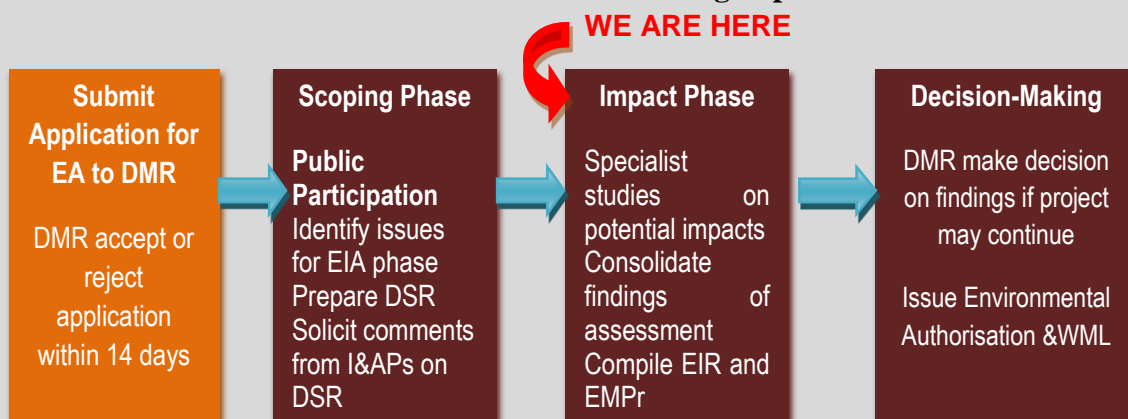 WE ARE HERE
Submit
Application for
EA to DMR
DMR accept or
reject
application
within 14 days
Scoping Phase
Public
Participation
Identify issues
for EIA phase
Prepare DSR
Solicit comments
from I&APs on
DSR
Impact Phase
Specialist
studies on
potential impacts
Consolidate
findings of
assessment
Compile EIR and
EMPr
Decision-Making
DMR make decision
on findings if project
may continue
Issue Environmental
Authorisation &WML